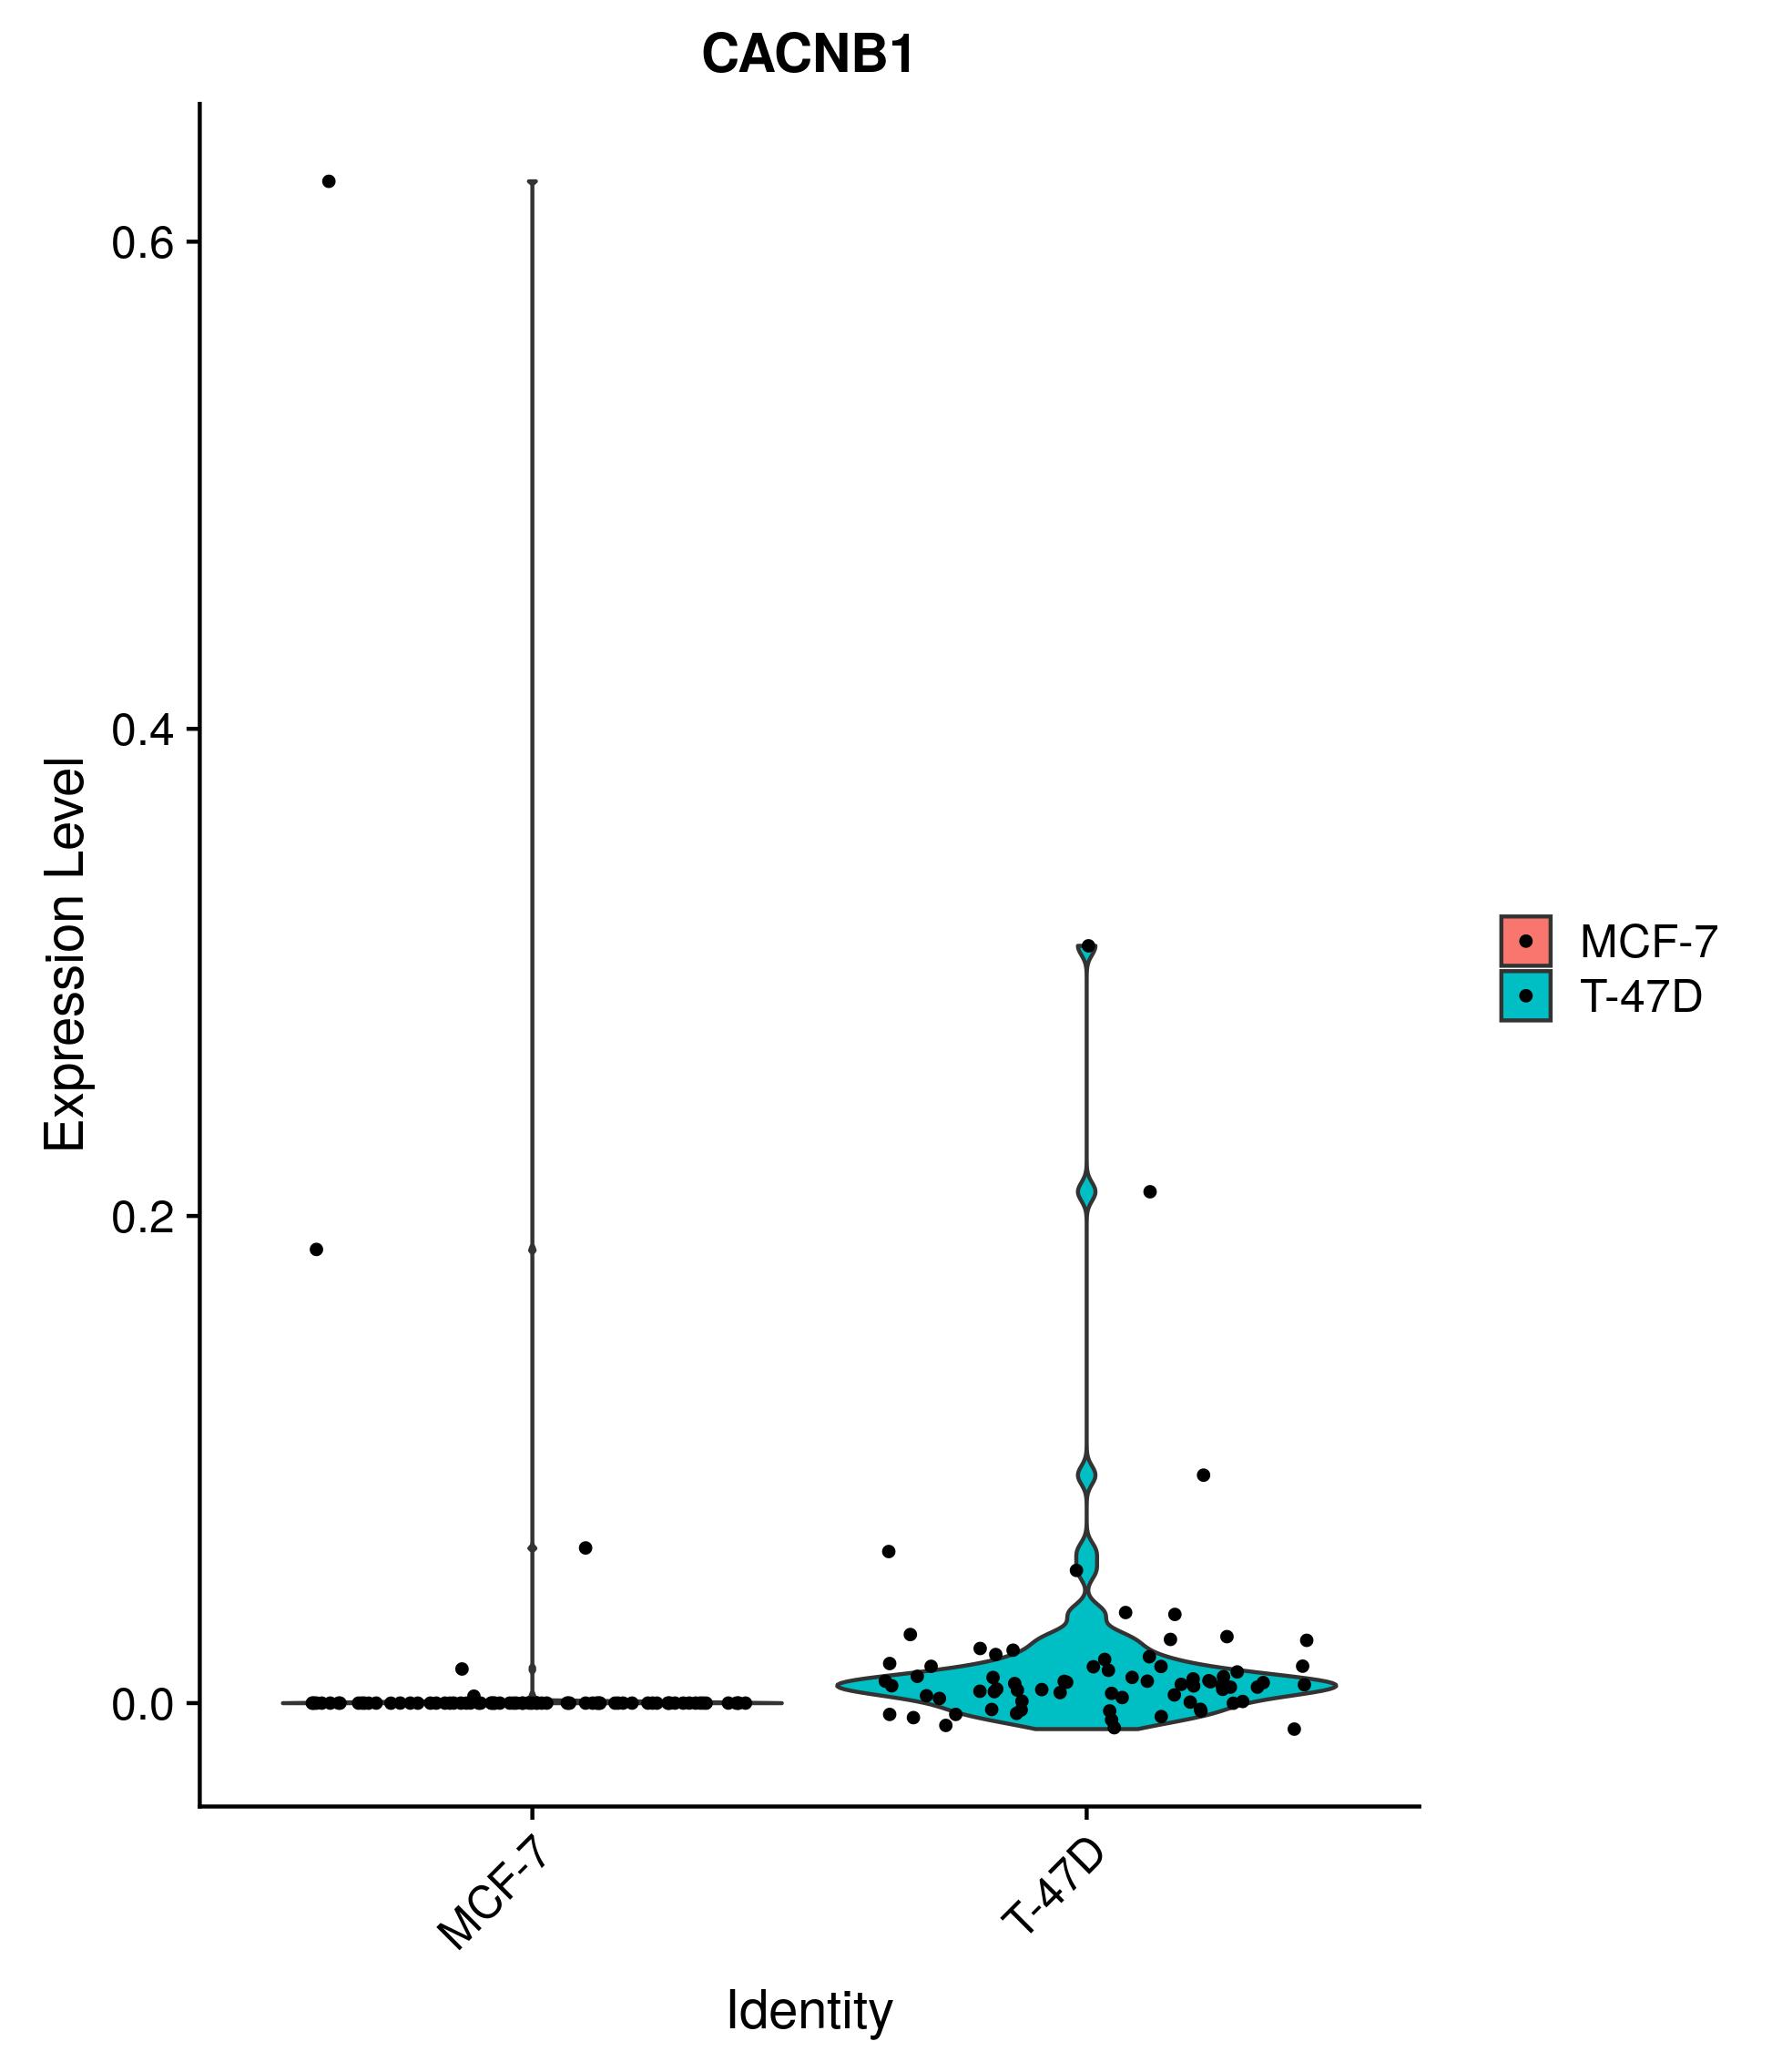 CACNB1
Expression Level
0.6
0.4
0.2
0.0
MCF-7
T-47D
Identity
MCF-7
T-47D